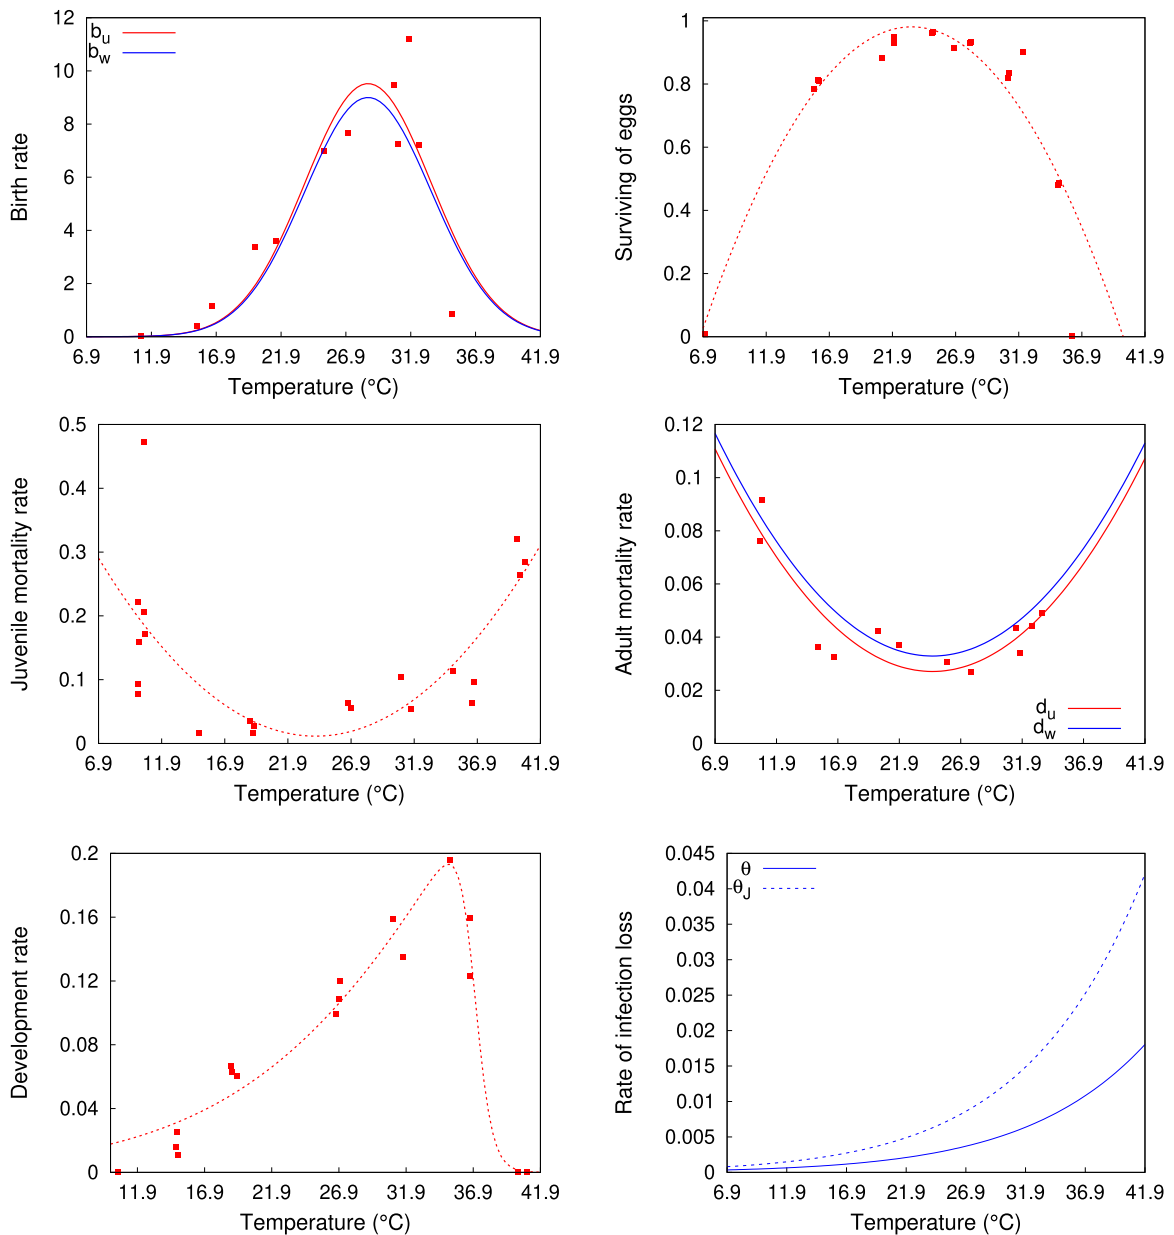 12
10
8
6
4
2
0
Birth rate
b_u
b_w
6.9 11.9 16.9 21.9 26.9 31.9 36.9 41.9
Temperature (°C)
1
0.8
0.6
0.4
0.2
0
Surviving of eggs
6.9 11.9 16.9 21.9 26.9 31.9 36.9 41.9
Temperature (°C)
0.5
0.4
0.3
0.2
0.1
0
Juvenile mortality rate
6.9 11.9 16.9 21.9 26.9 31.9 36.9 41.9
Temperature (°C)
0.12
0.1
0.08
0.06
0.04
0.02
0
Adult mortality rate
d_u
d_w
6.9 11.9 16.9 21.9 26.9 31.9 36.9 41.9
Temperature (°C)
0.2
0.16
0.12
0.08
0.04
0
Development rate
11.9 16.9 21.9 26.9 31.9 36.9 41.9
Temperature (°C)
0.045
0.04
0.035
0.03
0.025
0.02
0.015
0.01
0.005
0
Rate of infection loss
θ
θ_J
6.9 11.9 16.9 21.9 26.9 31.9 36.9 41.9
Temperature (°C)